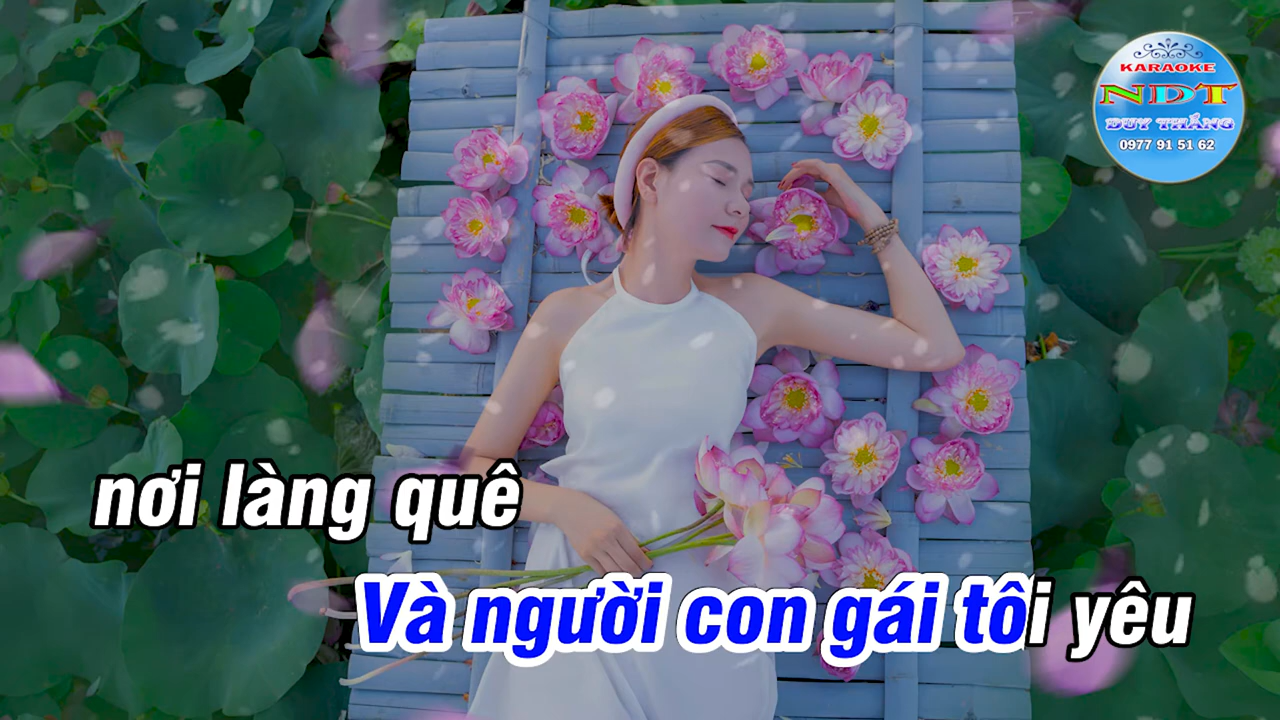 KARAOKE
NDT
DUY THẮNG
0977 91 51 62
nơi làng quê
Và người con gái tôi yêu